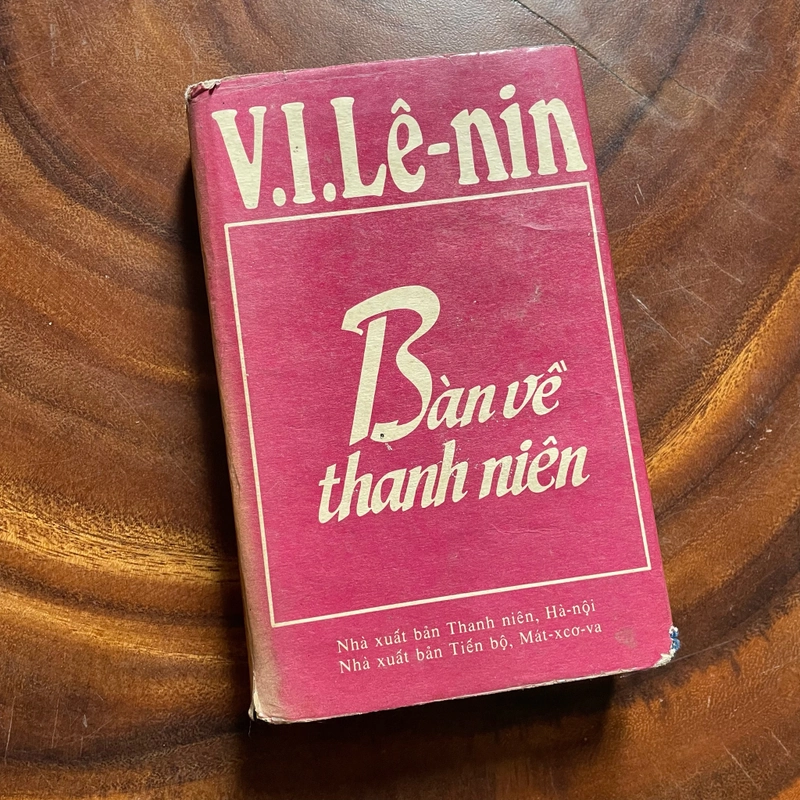 V.I.Lê-nin
Bàn về
thanh niên
Nhà xuất bản Thanh niên, Hà-nội
Nhà xuất bản Tiến bộ, Mát-xcơ-va